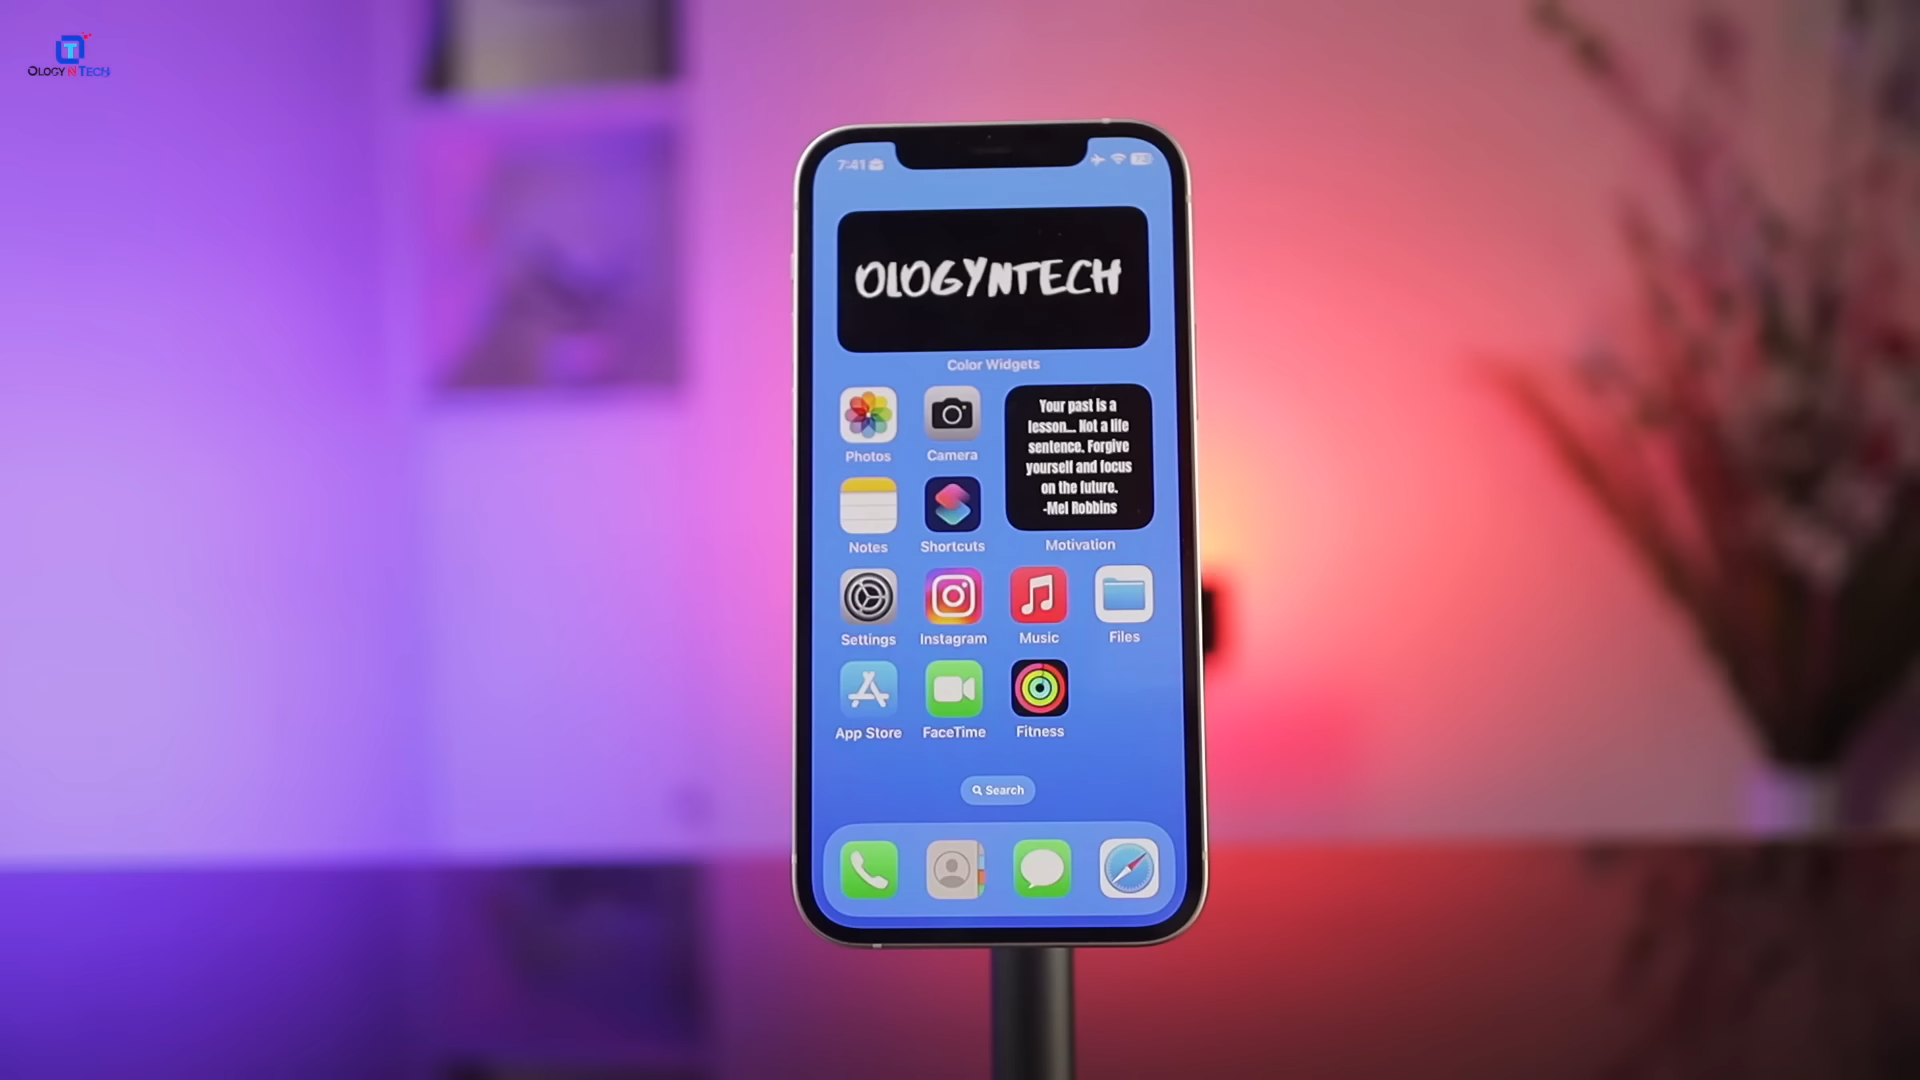 OLOGY N TECH
7:41
73
OLOGYNTECH
Color Widgets
Photos
Camera
Your past is a
lesson... Not a life
sentence. Forgive
yourself and focus
on the future.
-Mel Robbins
Notes
Shortcuts
Motivation
Settings
Instagram
Music
Files
App Store
FaceTime
Fitness
Search